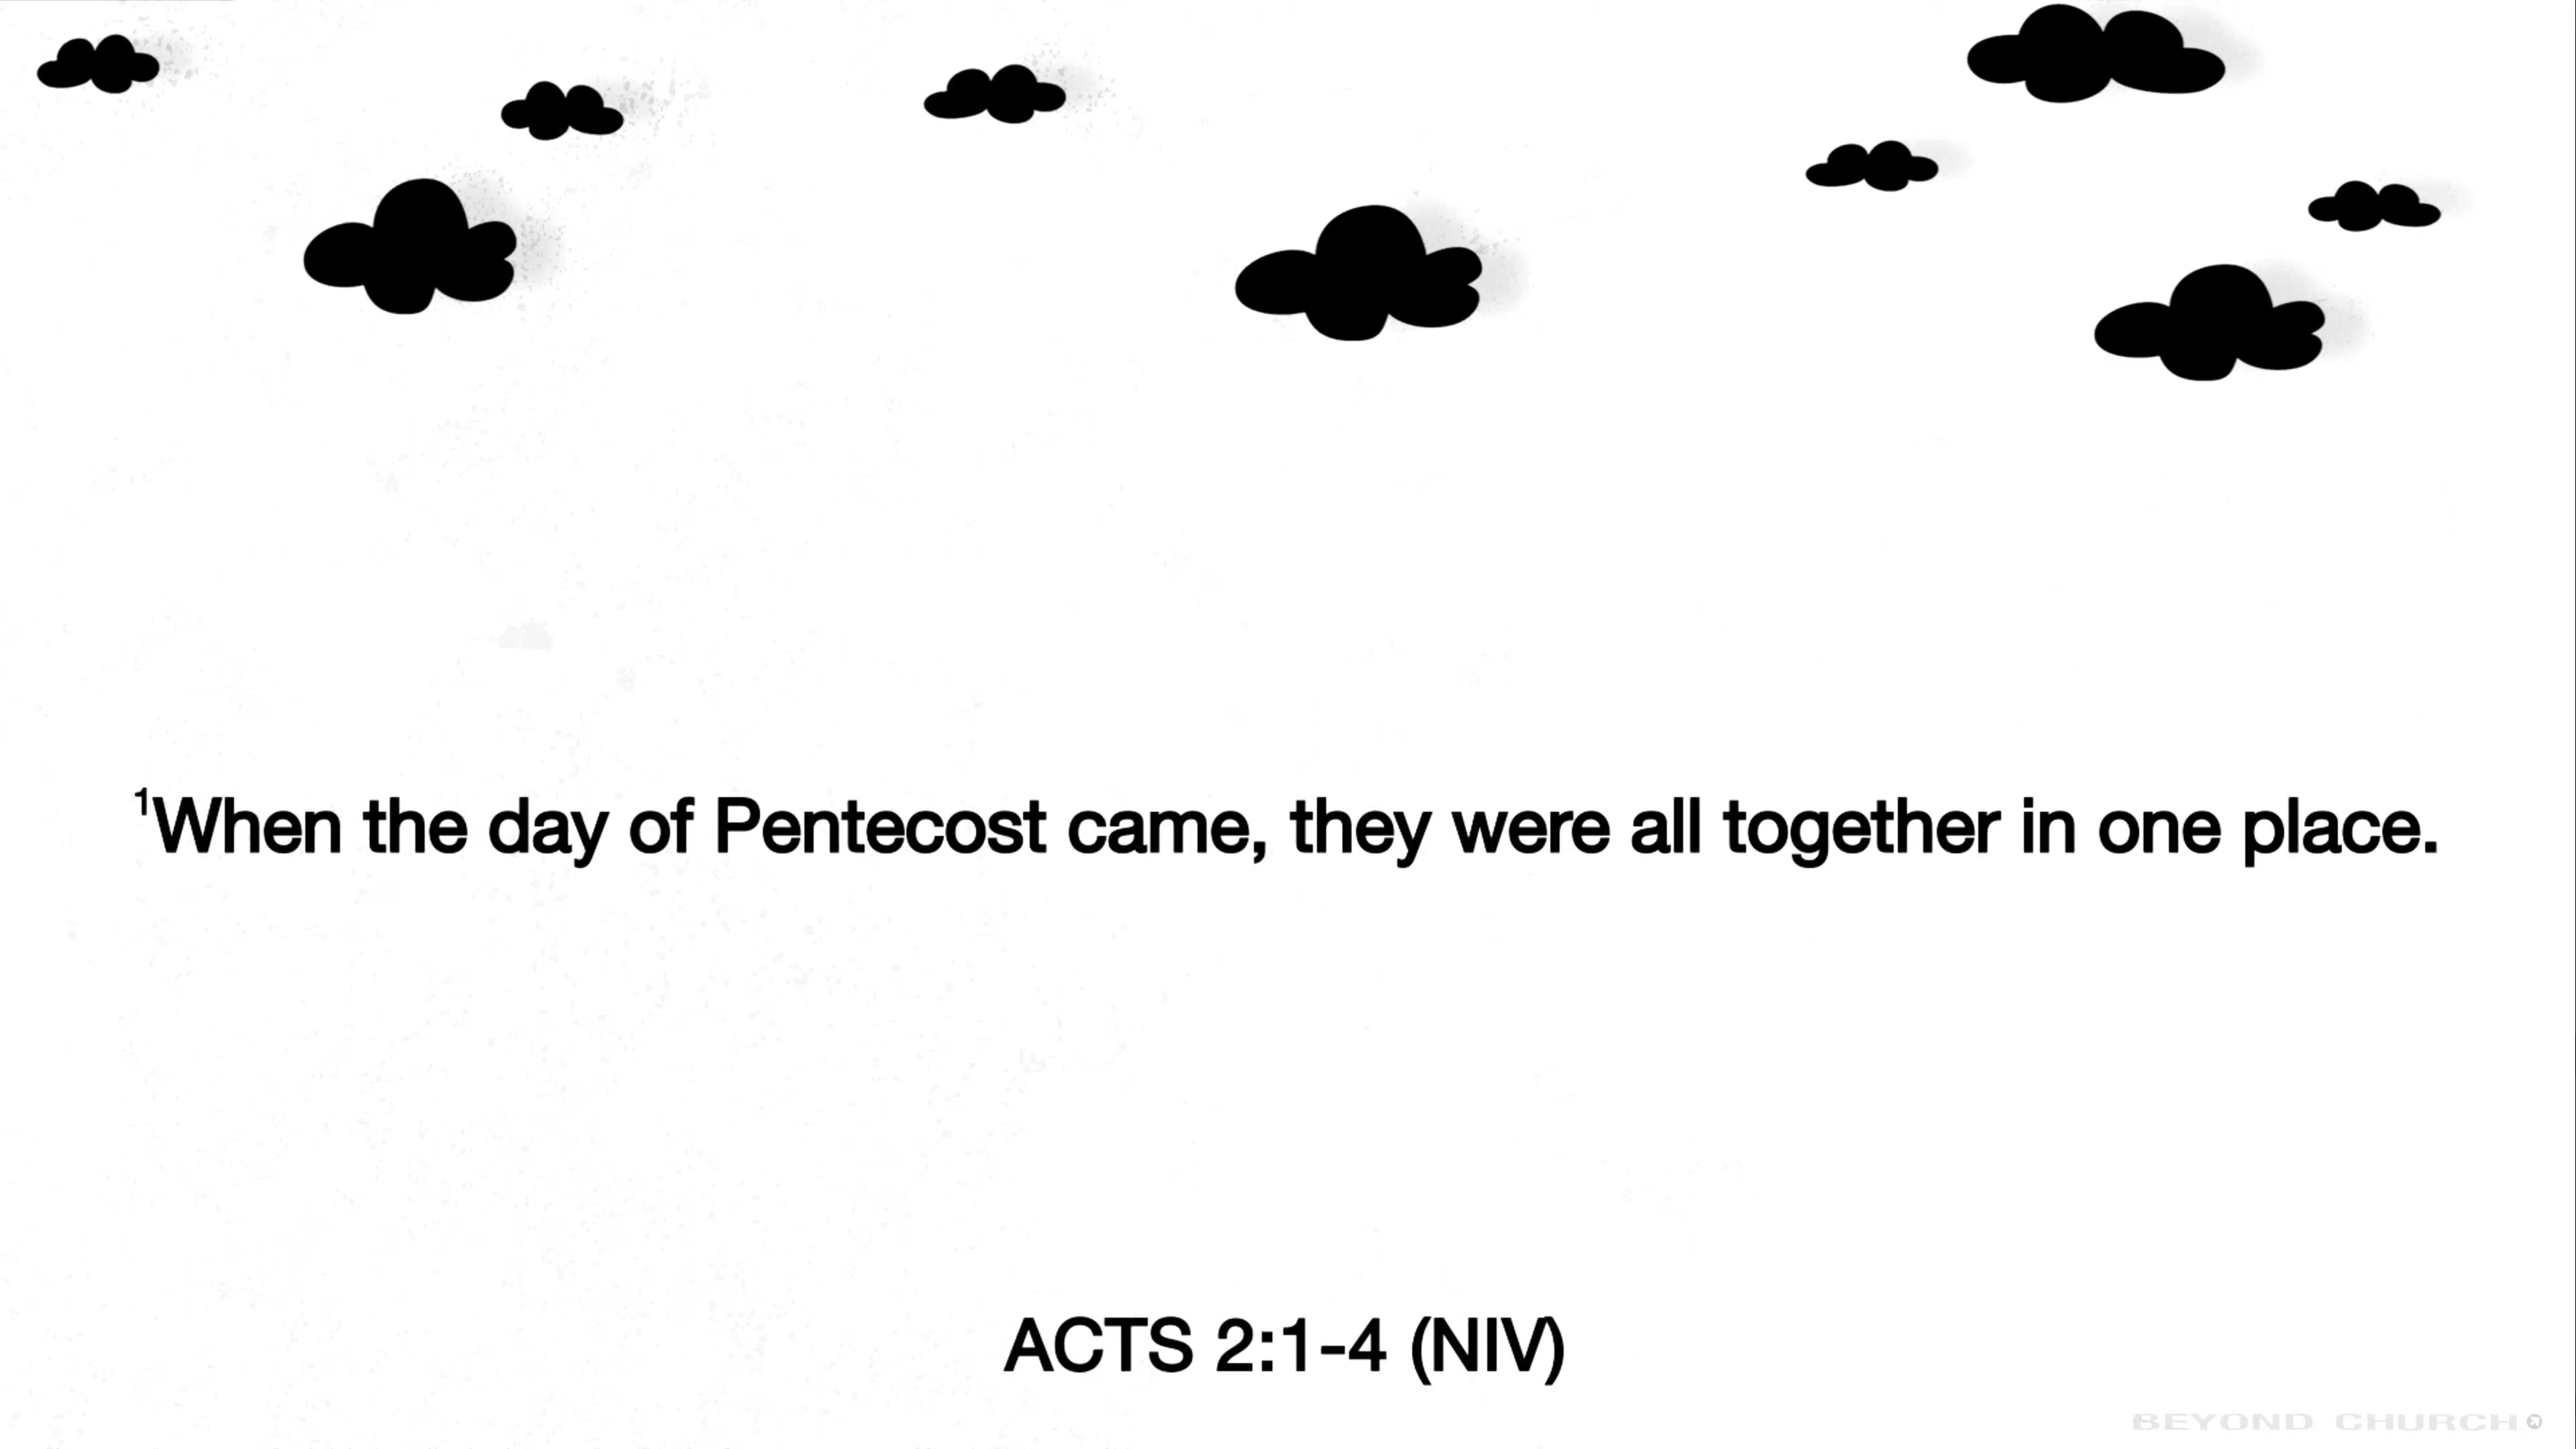 ¹When the day of Pentecost came, they were all together in one place.
ACTS 2:1-4 (NIV)
BEYOND CHURCH